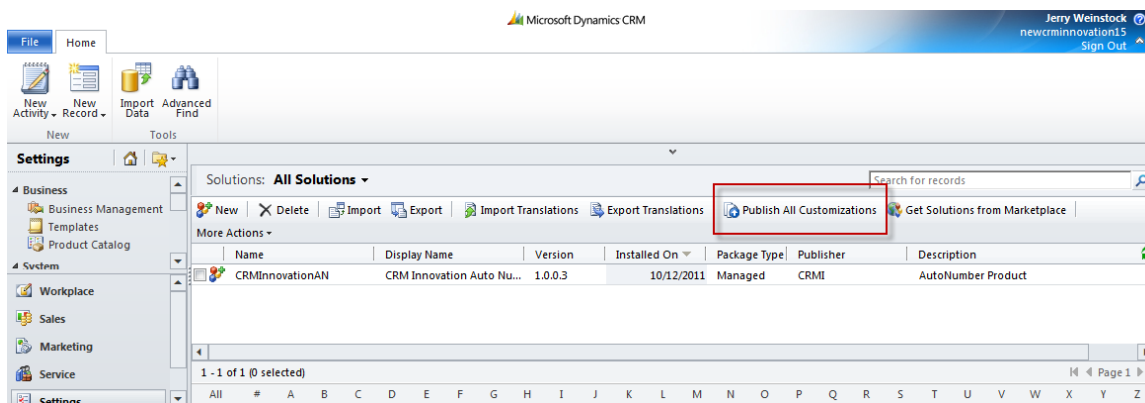 Microsoft Dynamics CRM
Jerry Weinstock
newcrminnovation15
Sign Out
File Home
New Activity New Record Import Data Advanced Find
New Tools
Settings
Solutions: All Solutions
Search for records
Business
Business Management
Templates
Product Catalog
System
New Delete Import Export Import Translations Export Translations Publish All Customizations Get Solutions from Marketplace
More Actions
Name Display Name Version Installed On Package Type Publisher Description
CRMInnovationAN CRM Innovation Auto Nu... 1.0.0.3 10/12/2011 Managed CRMI AutoNumber Product
Workplace
Sales
Marketing
Service
Settings
1 - 1 of 1 (0 selected) Page 1
All # A B C D E F G H I J K L M N O P Q R S T U V W X Y Z